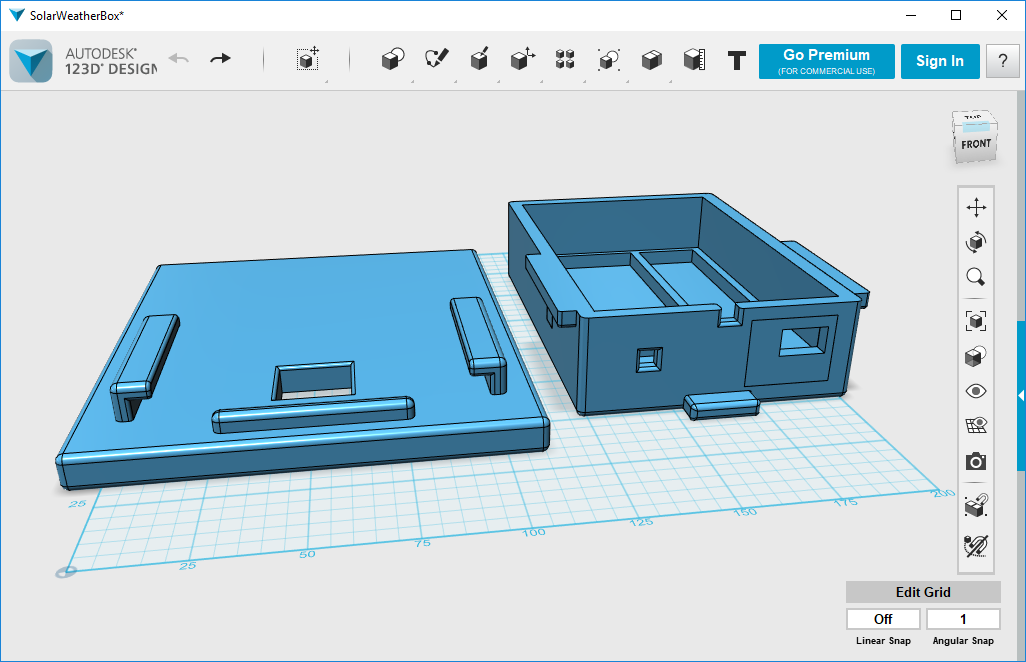 SolarWeatherBox*
AUTODESK®
123D® DESIGN
T
Go Premium
(FOR COMMERCIAL USE)
Sign In
?
FRONT
25
25
50
75
100
125
150
175
200
Edit Grid
Off
1
Linear Snap
Angular Snap